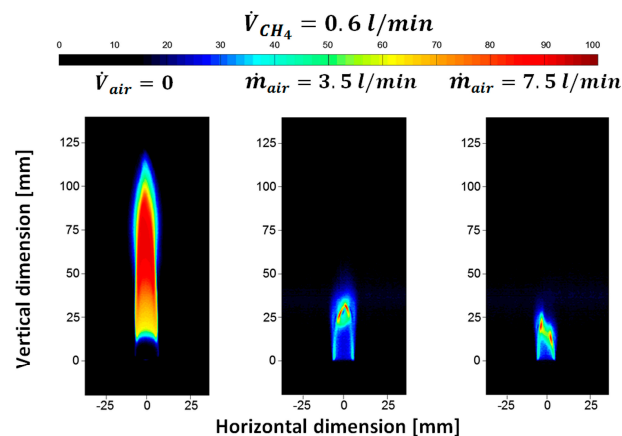 V̇CH₄ = 0.6 l/min
0 10 20 30 40 50 60 70 80 90 100
V̇air = 0 ṁair = 3.5 l/min ṁair = 7.5 l/min
Vertical dimension [mm]
125 125 125
100 100 100
75 75 75
50 50 50
25 25 25
0 0 0
-25 0 25 -25 0 25 -25 0 25
Horizontal dimension [mm]